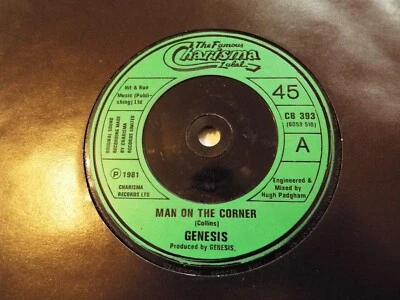 The Famous
Charisma
Label
Hit & Run
Music (Publi-
shing) Ltd
45
CB 393
(6059 518)
A
ORIGINAL SOUND
RECORDING MADE
BY CHARISMA
RECORDS LIMITED
Ⓟ 1981
CHARISMA
RECORDS LTD
Engineered &
Mixed by
Hugh Padgham
MAN ON THE CORNER
(Collins)
GENESIS
Produced by GENESIS.